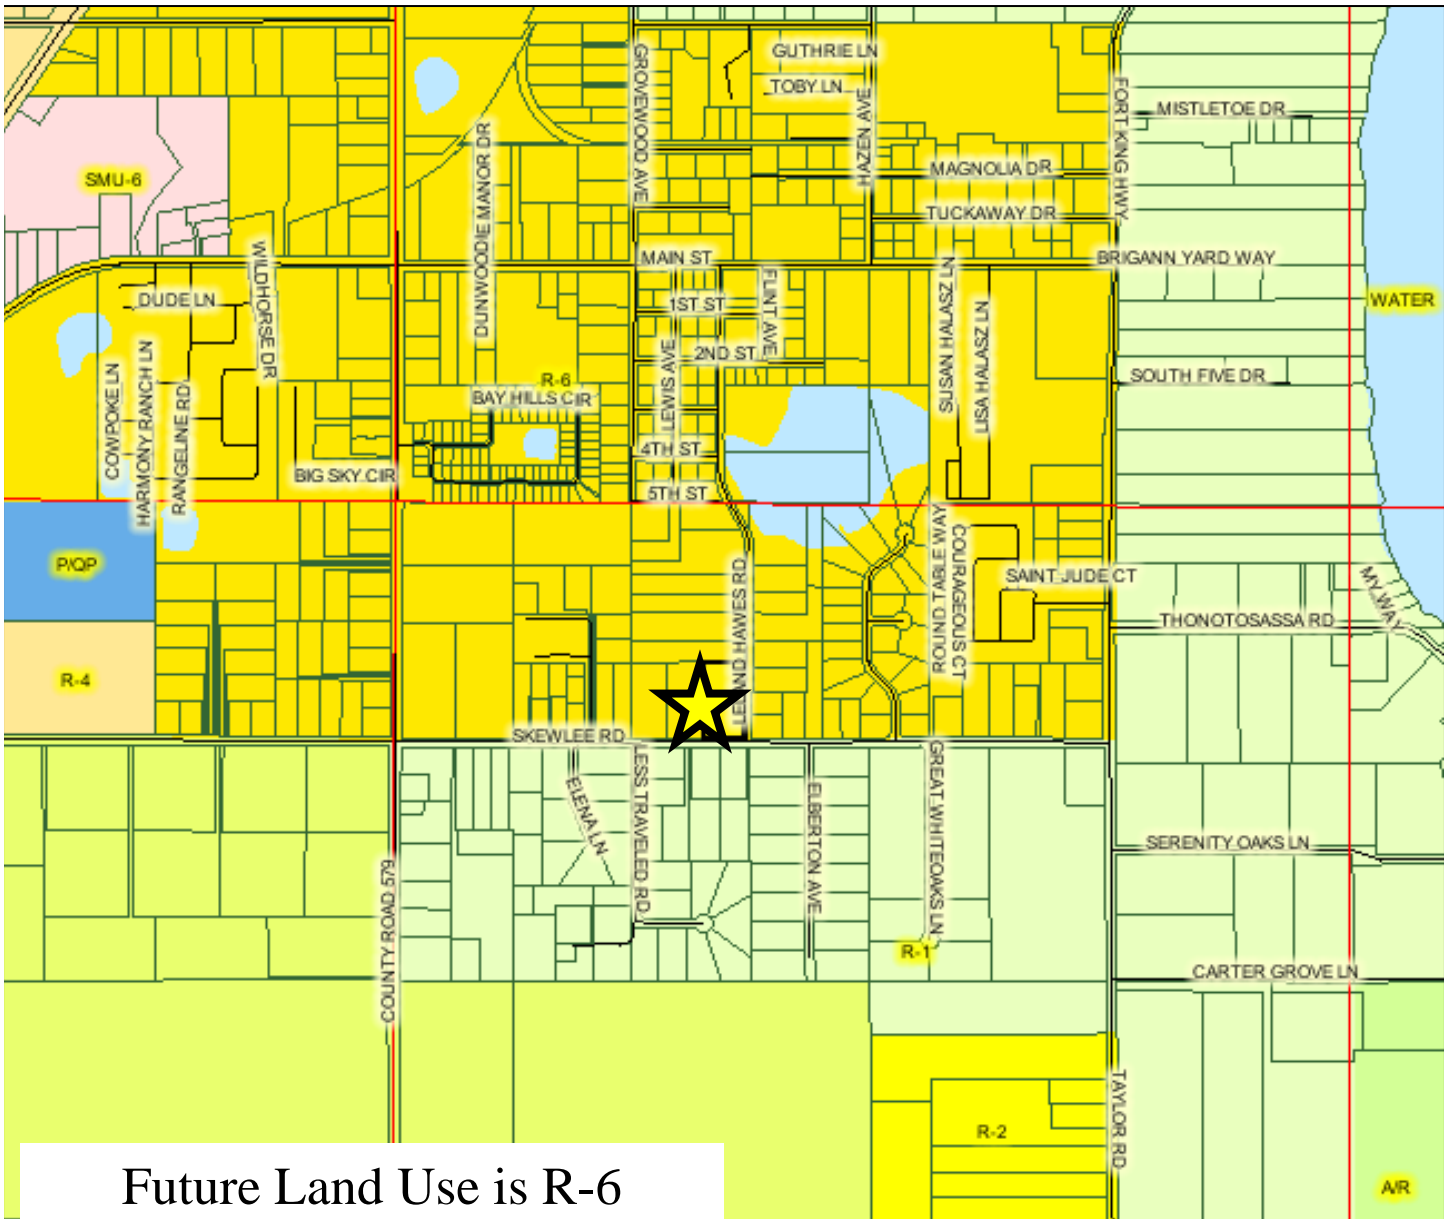 GUTHRIE LN
TOBY LN
GROVEWOOD AVE
HAZEN AVE
FORT KING HWY
MISTLETOE DR
DUNWOODIE MANOR DR
MAGNOLIA DR
SMU-6
TUCKAWAY DR
MAIN ST
BRIGANN YARD WAY
WILDHORSE DR
DUDE LN
1ST ST
FLINT AVE
SUSAN HALASZ LN
LISA HALASZ LN
WATER
2ND ST
LEWIS AVE
COWPOKE LN
HARMONY RANCH LN
RANGELINE RD
R-6
BAY HILLS CIR
SOUTH FIVE DR
BIG SKY CIR
4TH ST
5TH ST
P/QP
LELAND HAWES RD
ROUND TABLE WAY
COURAGEOUS CT
SAINT JUDE CT
MY WAY
THONOTOSASSA RD
R-4
SKEWLEE RD
ELENA LN
LESS TRAVELED RD
ELBERTON AVE
GREAT WHITEOAKS LN
SERENITY OAKS LN
COUNTY ROAD 579
R-1
CARTER GROVE LN
TAYLOR RD
R-2
A/R
Future Land Use is R-6